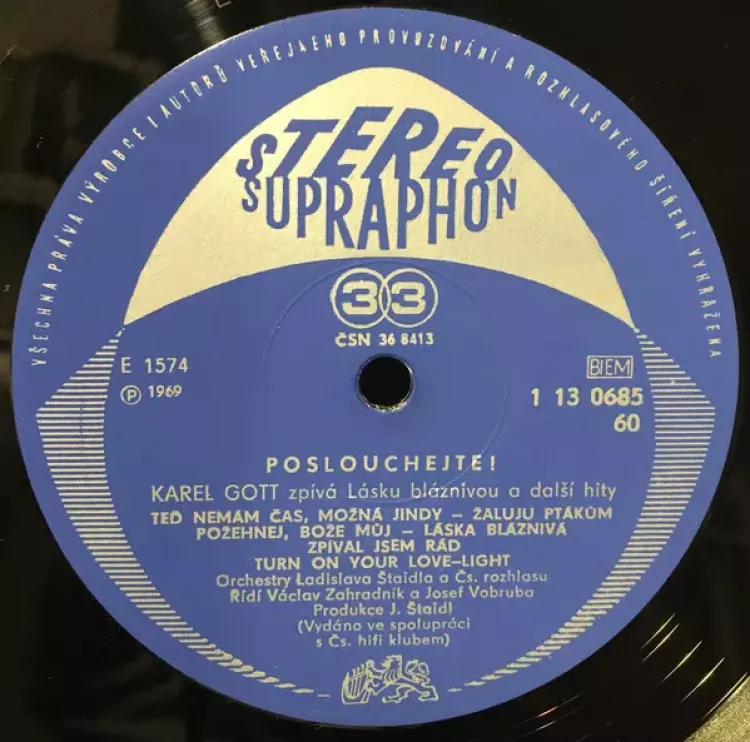 VŠECHNA PRÁVA VÝROBCE I AUTORŮ VEŘEJNÉHO PROVOZOVÁNÍ A ROZHLASOVÉHO ŠÍŘENÍ VYHRAŽENA
STEREO
SUPRAPHON
33
ČSN 36 8413
E 1574
Ⓟ 1969
BIEM
1 13 0685
60
POSLOUCHEJTE!
KAREL GOTT zpívá Lásku bláznivou a další hity
TEĎ NEMÁM ČAS, MOŽNÁ JINDY – ŽALUJU PTÁKŮM
POŽEHNEJ, BOŽE MŮJ – LÁSKA BLÁZNIVÁ
ZPÍVAL JSEM RÁD
TURN ON YOUR LOVE–LIGHT
Orchestry Ladislava Štaidla a Čs. rozhlasu
Řídí Václav Zahradník a Josef Vobruba
Produkce J. Štaidl
(Vydáno ve spolupráci
s Čs. hifi klubem)